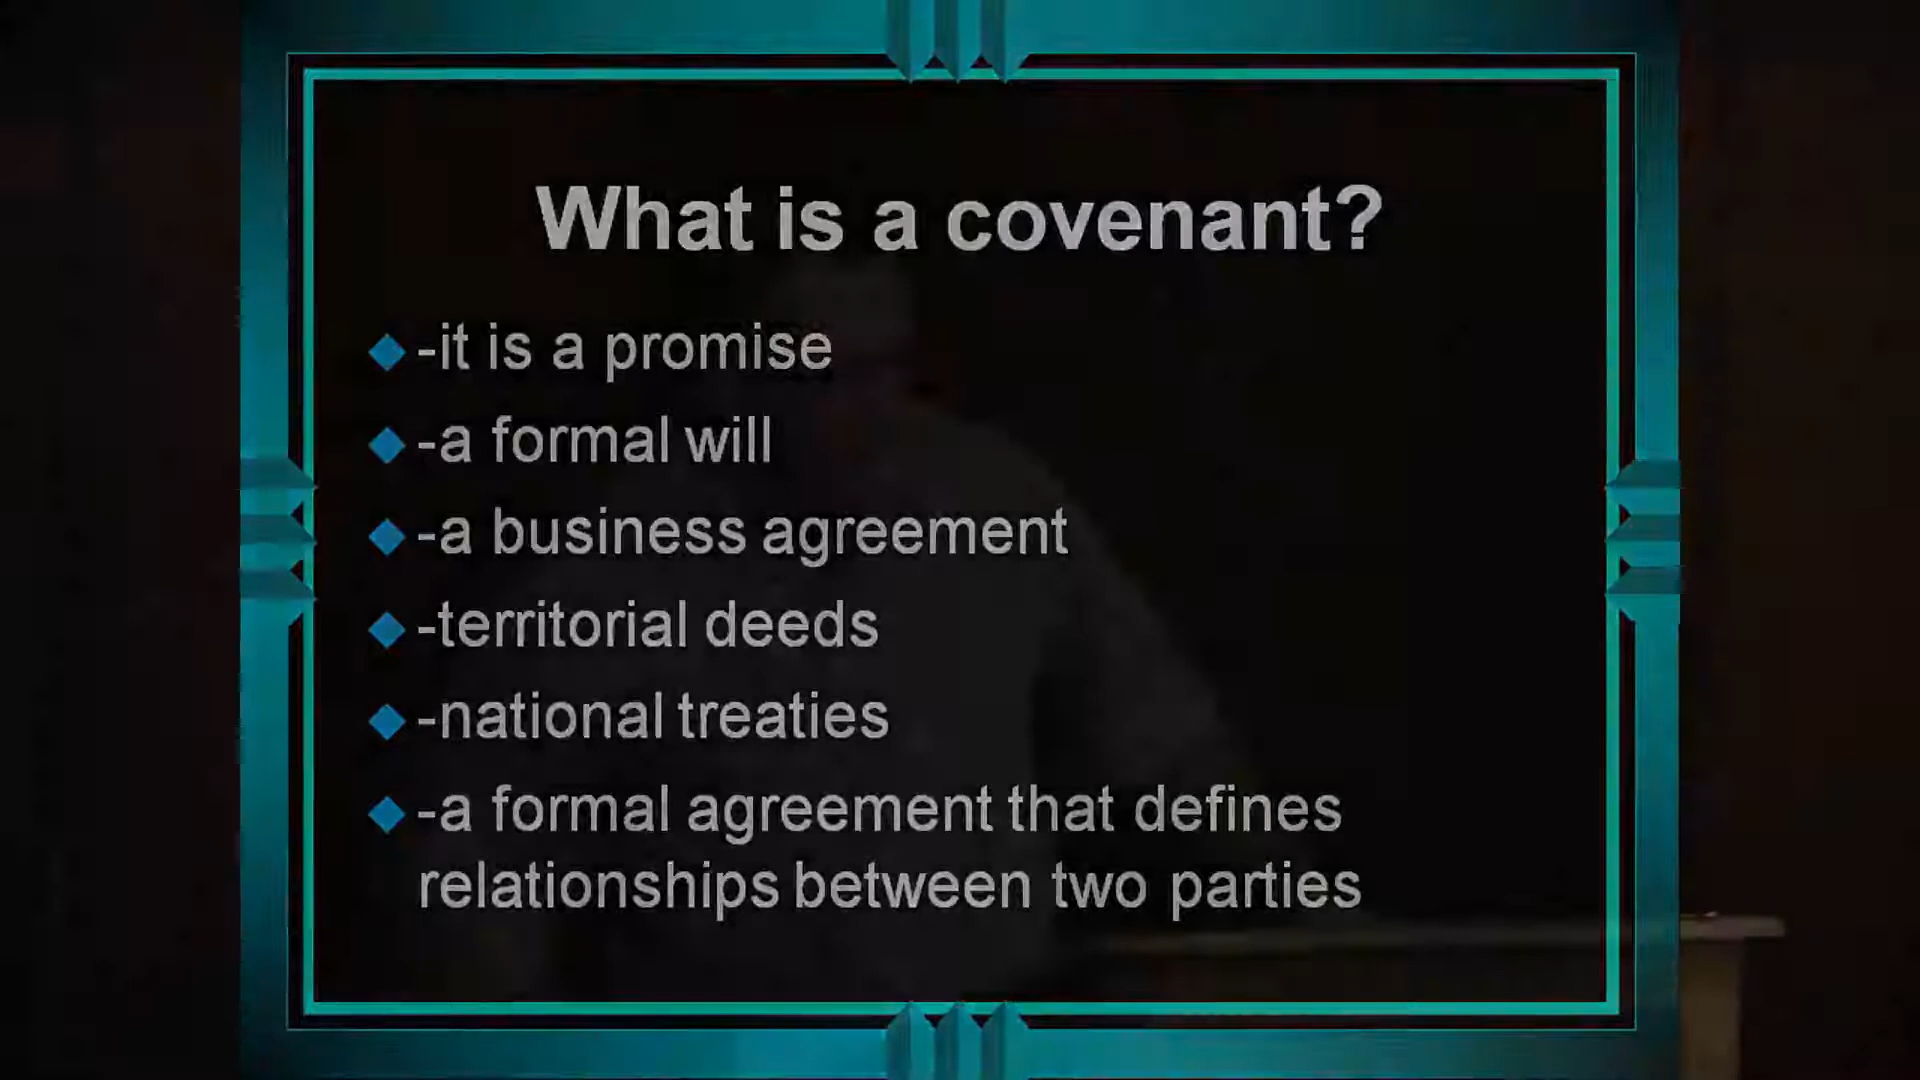 What is a covenant?
-it is a promise
-a formal will
-a business agreement
-territorial deeds
-national treaties
-a formal agreement that defines
relationships between two parties